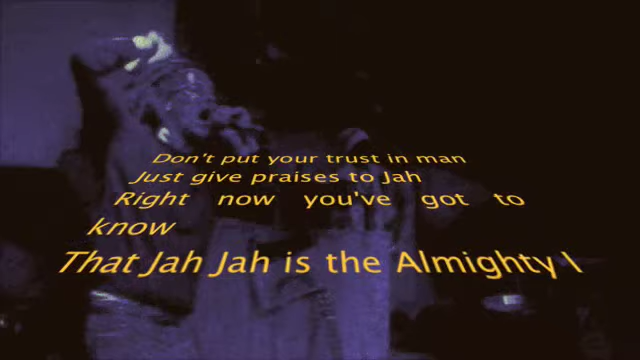 Don't put your trust in man
Just give praises to Jah
Right now you've got to
know
That Jah Jah is the Almighty I